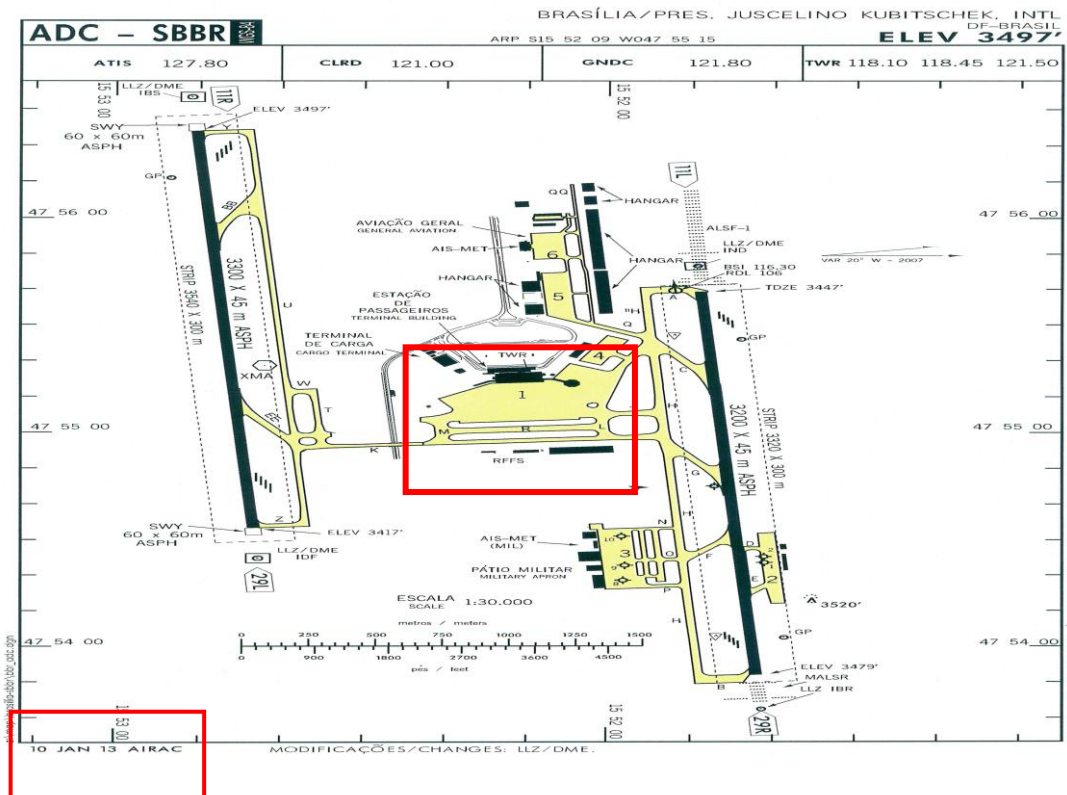 BRASÍLIA/PRES. JUSCELINO KUBITSCHEK, INTL
DF-BRASIL
ADC – SBBR
ARP S15 52 09 W047 55 15
ELEV 3497'
ATIS 127.80
CLRD 121.00
GNDC 121.80
TWR 118.10 118.45 121.50
15 53 00
LLZ/DME
IBS
11R
ELEV 3497'
15 52 00
SWY
60 x 60m
ASPH
Y
GP
11L
QQ
HANGAR
47 56 00
BB
AVIAÇÃO GERAL
GENERAL AVIATION
47 56 00
ALSF-1
LLZ/DME
IND
AIS-MET
6
VAR 20° W - 2007
HANGAR
BSI 116.30
RDL 106
STRIP 3540 X 300 m
3300 X 45 m ASPH
U
HANGAR
5
A
TDZE 3447'
ESTAÇÃO
DE
PASSAGEIROS
TERMINAL BUILDING
Q
TERMINAL
DE CARGA
CARGO TERMINAL
GP
TWR
4
C
XMA
W
1
T
O
H
3200 X 45 m ASPH
STRIP 3320 X 300 m
EE
47 55 00
M
R
L
47 55 00
K
RFFS
G
Z
H
SWY
60 x 60m
ASPH
ELEV 3417'
N
AIS-MET
(MIL)
10
3
O
D
LLZ/DME
IDF
29L
PÁTIO MILITAR
MILITARY APRON
9
8
F
E
2
P
ESCALA
SCALE
1:30.000
3520'
metros / meters
H
0 250 500 750 1000 1250 1500
GP
47 54 00
47 54 00
0 900 1800 2700 3600 4500
pés / feet
ELEV 3479'
MALSR
LLZ IBR
B
15 53 00
15 52 00
29R
10 JAN 13 AIRAC
MODIFICAÇÕES/CHANGES: LLZ/DME.